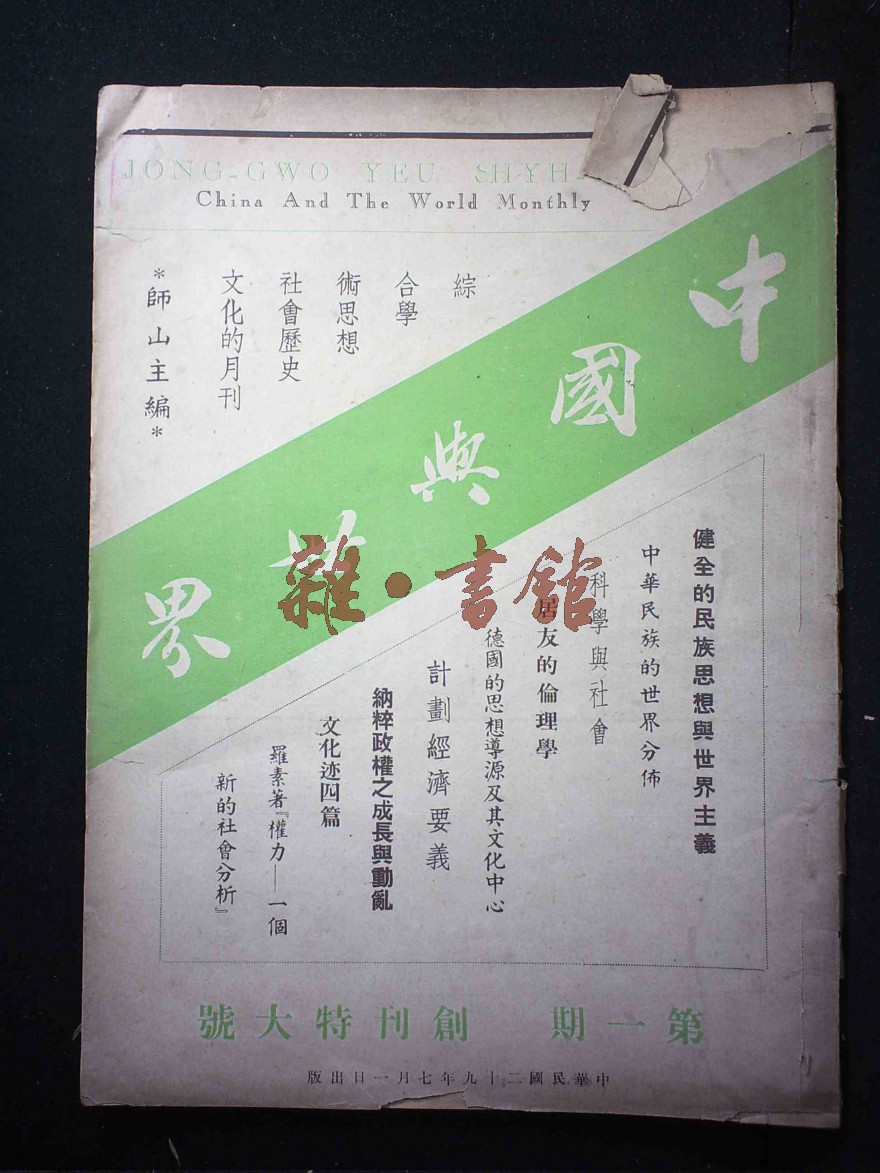 JONG-GWO YEU SHYH-
China And The World Monthly
中國與世界
綜
合學
術思想
社會歷史
文化的月刊
*師山主編*
健全的民族思想與世界主義
中華民族的世界分佈
科學與社會
居友的倫理學
德國的思想導源及其文化中心
計劃經濟要義
納粹政權之成長與動亂
文化迹四篇
羅素著『權力——一個
新的社會分析』
第一期 創刊特大號
中華民國二十九年七月一日出版
雜·書館